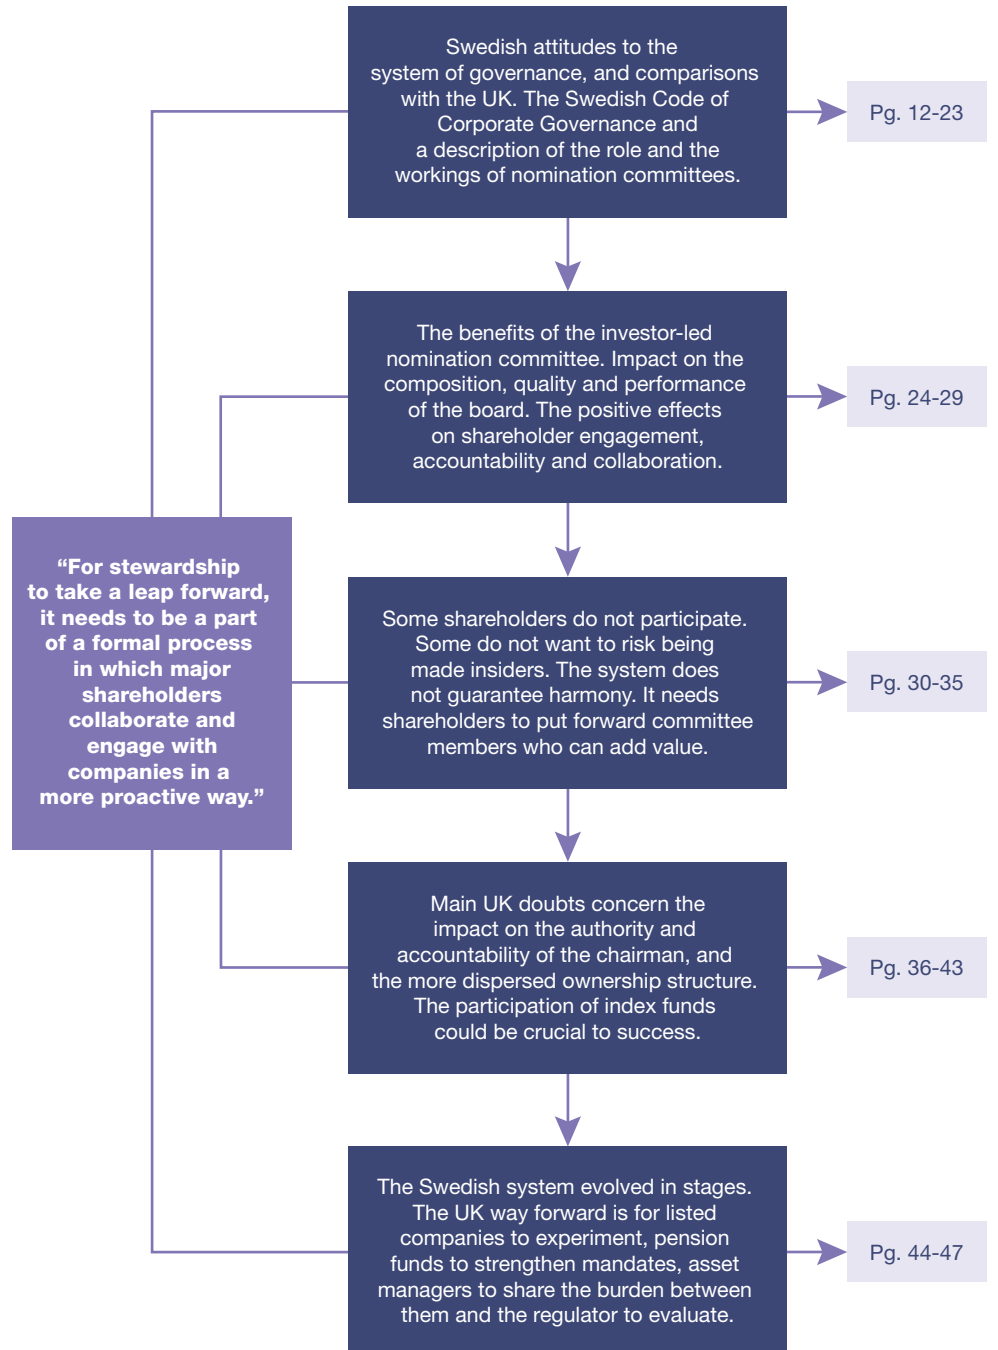 Swedish attitudes to the
system of governance, and comparisons
with the UK. The Swedish Code of
Corporate Governance and
a description of the role and the
workings of nomination committees.
Pg. 12-23
The benefits of the investor-led
nomination committee. Impact on the
composition, quality and performance
of the board. The positive effects
on shareholder engagement,
accountability and collaboration.
Pg. 24-29
“For stewardship
to take a leap forward,
it needs to be a part
of a formal process
in which major
shareholders
collaborate and
engage with
companies in a
more proactive way.”
Some shareholders do not participate.
Some do not want to risk being
made insiders. The system does
not guarantee harmony. It needs
shareholders to put forward committee
members who can add value.
Pg. 30-35
Main UK doubts concern the
impact on the authority and
accountability of the chairman, and
the more dispersed ownership structure.
The participation of index funds
could be crucial to success.
Pg. 36-43
The Swedish system evolved in stages.
The UK way forward is for listed
companies to experiment, pension
funds to strengthen mandates, asset
managers to share the burden between
them and the regulator to evaluate.
Pg. 44-47